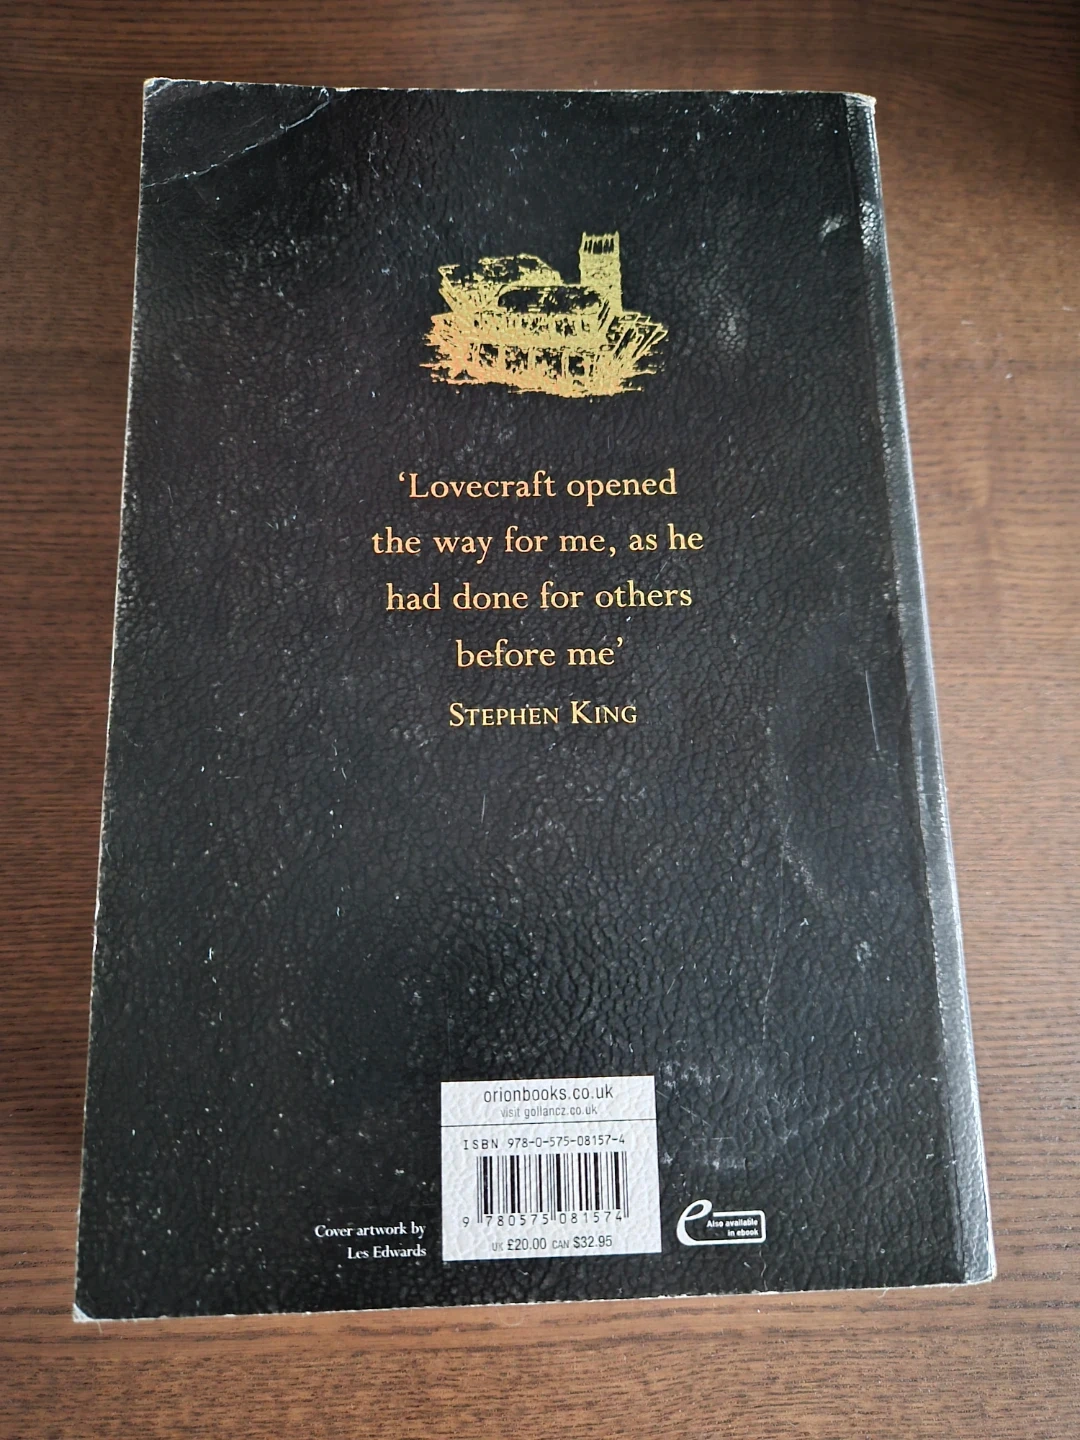 ‘Lovecraft opened
the way for me, as he
had done for others
before me’
STEPHEN KING
orionbooks.co.uk
visit gollancz.co.uk
ISBN 978-0-575-08157-4
9 780575 081574
UK £20.00 CAN $32.95
Cover artwork by
Les Edwards
e
Also available
in ebook